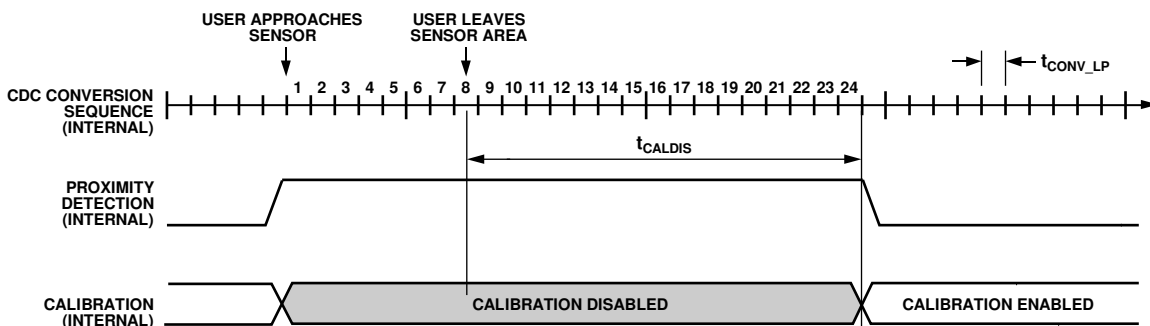 USER APPROACHES
SENSOR
USER LEAVES
SENSOR AREA
tCONV_LP
CDC CONVERSION
SEQUENCE
(INTERNAL)
1 2 3 4 5 6 7 8 9 10 11 12 13 14 15 16 17 18 19 20 21 22 23 24
tCALDIS
PROXIMITY
DETECTION
(INTERNAL)
CALIBRATION
(INTERNAL)
CALIBRATION DISABLED
CALIBRATION ENABLED